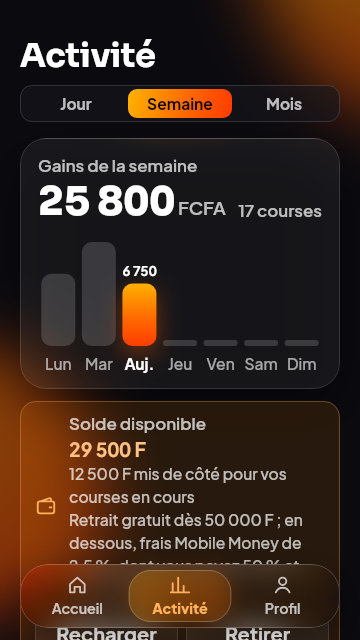 Activité
Jour Semaine Mois
Gains de la semaine
25 800 FCFA 17 courses
6 750
Lun Mar Auj. Jeu Ven Sam Dim
Solde disponible
29 500 F
12 500 F mis de côté pour vos
courses en cours
Retrait gratuit dès 50 000 F ; en
dessous, frais Mobile Money de
Accueil Activité Profil
Recharger Retirer